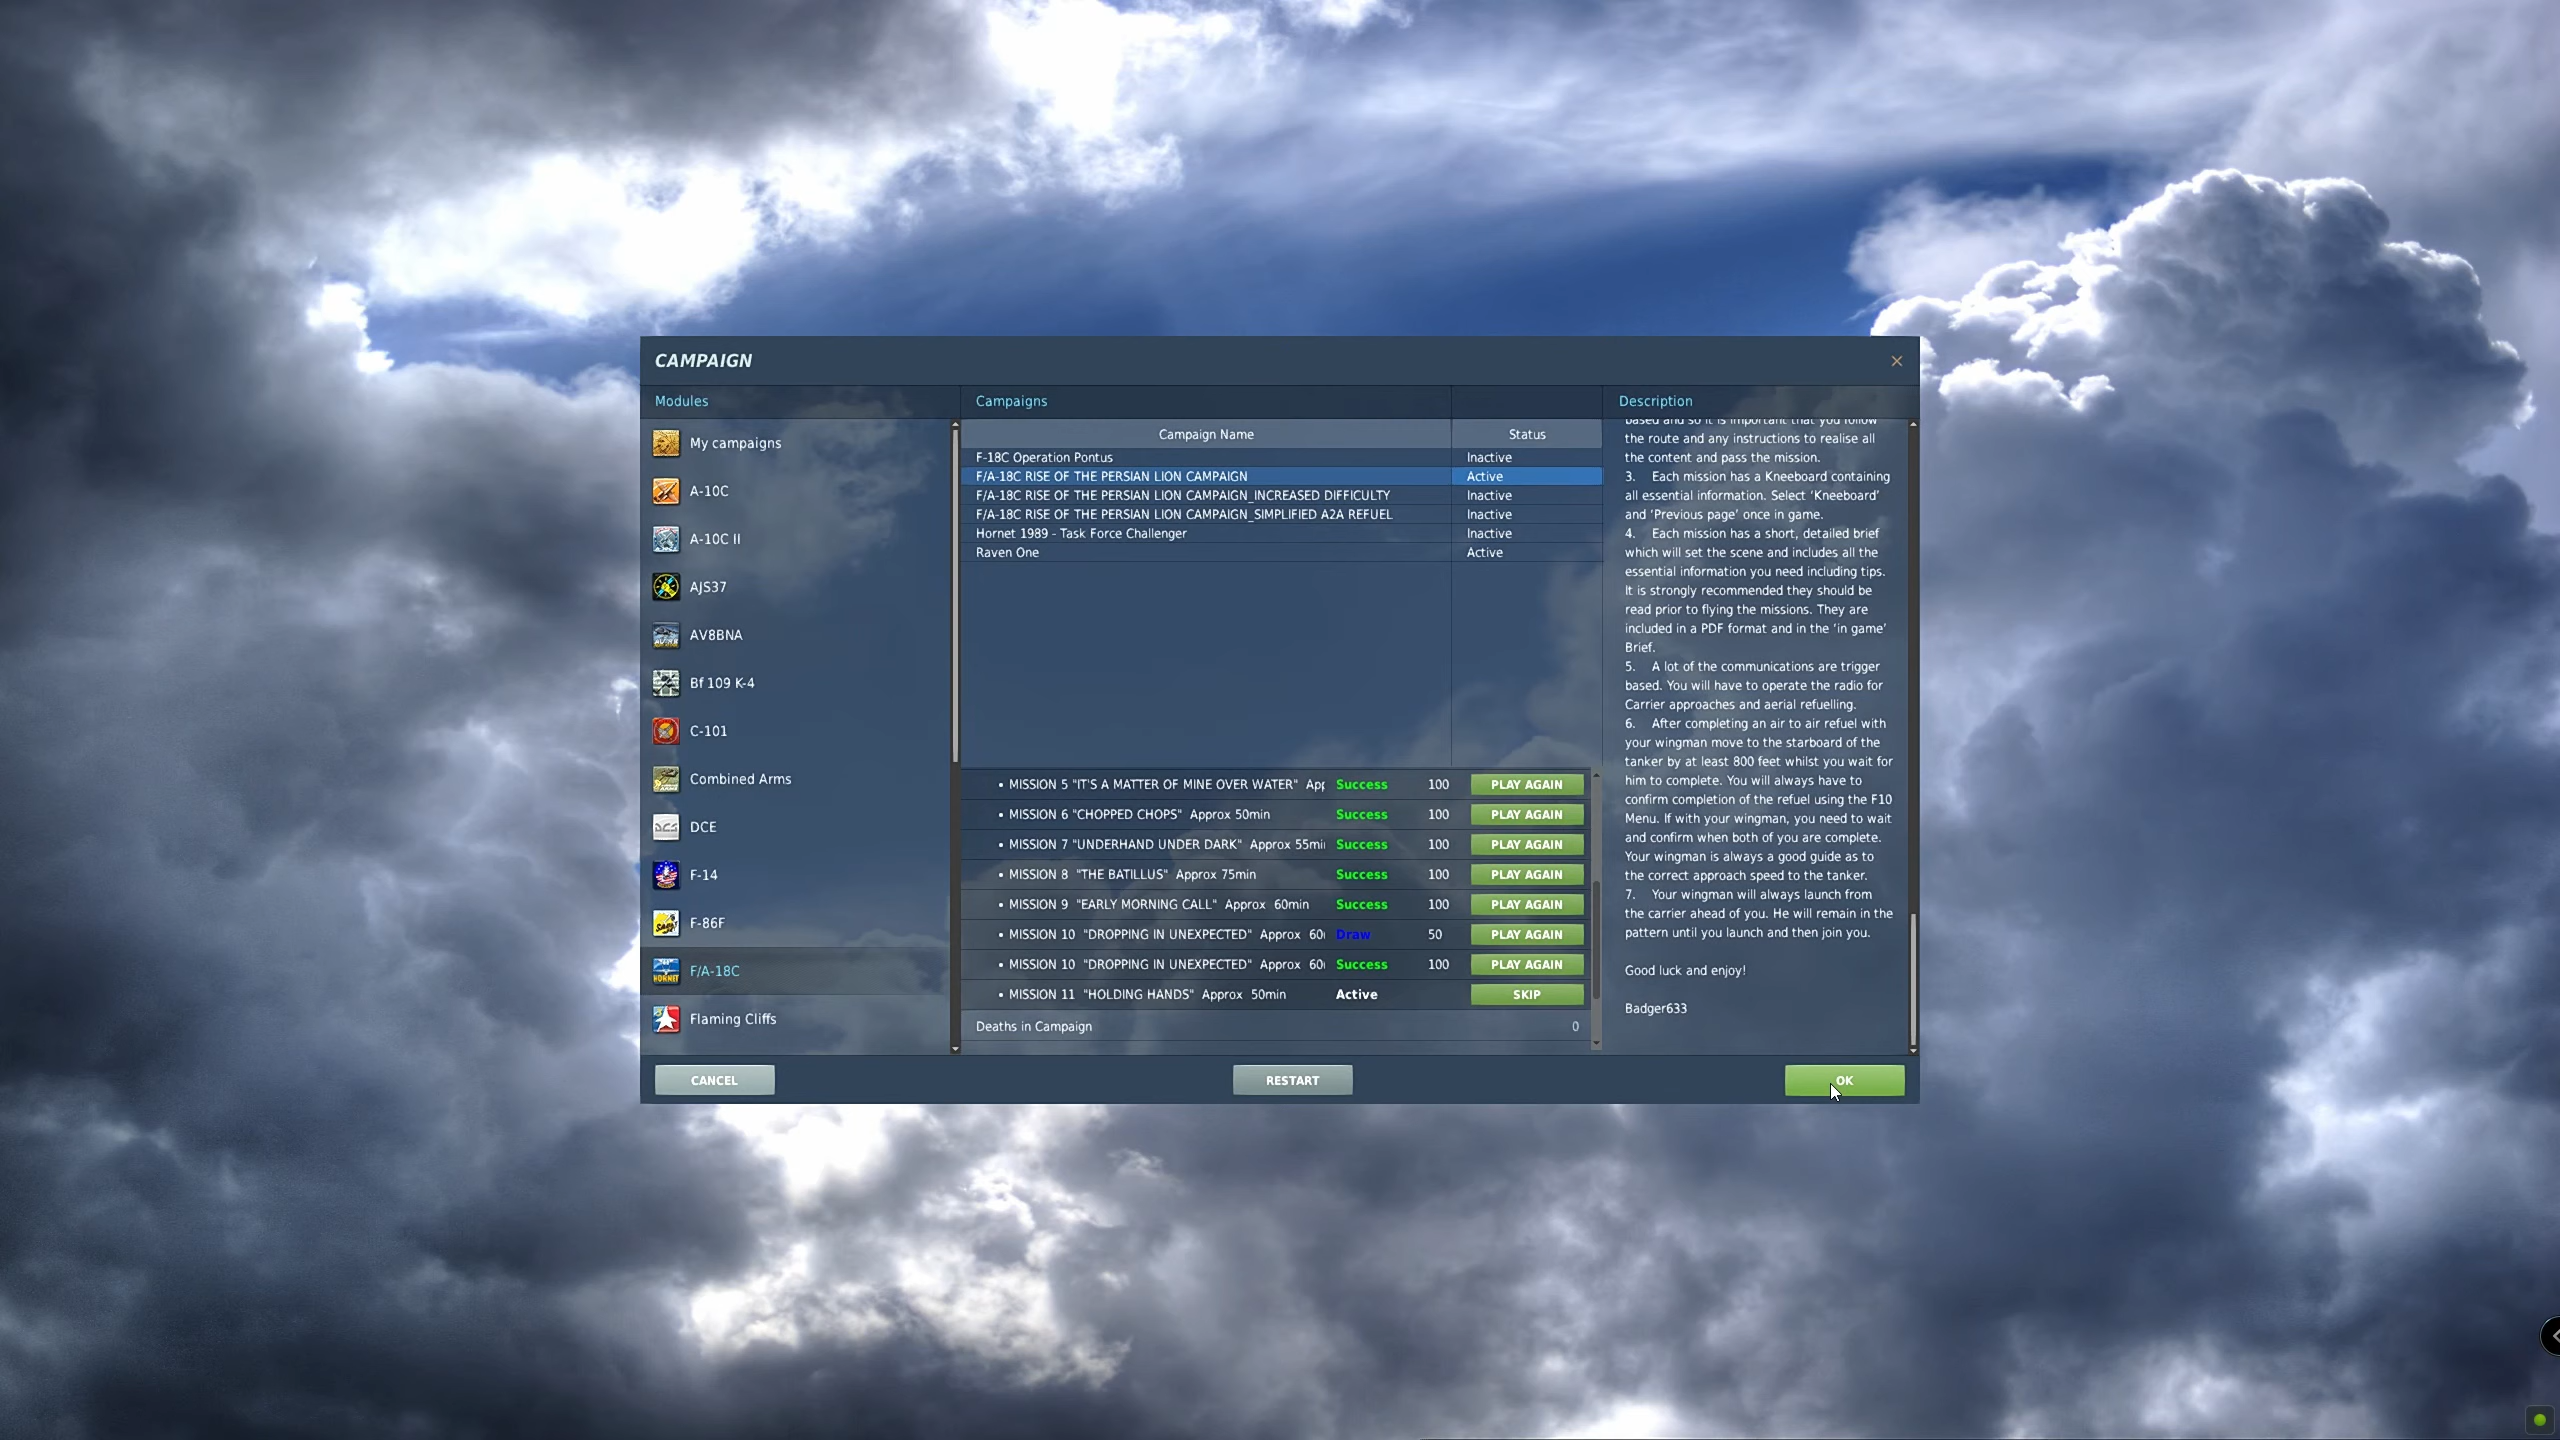 CAMPAIGN
Modules
Campaigns
Description
My campaigns
A-10C
A-10C II
AJS37
AV8BNA
Bf 109 K-4
C-101
Combined Arms
DCE
F-14
F-86F
F/A-18C
Flaming Cliffs
Campaign Name Status
F-18C Operation Pontus Inactive
F/A-18C RISE OF THE PERSIAN LION CAMPAIGN Active
F/A-18C RISE OF THE PERSIAN LION CAMPAIGN_INCREASED DIFFICULTY Inactive
F/A-18C RISE OF THE PERSIAN LION CAMPAIGN_SIMPLIFIED A2A REFUEL Inactive
Hornet 1989 - Task Force Challenger Inactive
Raven One Active
• MISSION 5 "IT'S A MATTER OF MINE OVER WATER" App Success 100 PLAY AGAIN
• MISSION 6 "CHOPPED CHOPS" Approx 50min Success 100 PLAY AGAIN
• MISSION 7 "UNDERHAND UNDER DARK" Approx 55mi Success 100 PLAY AGAIN
• MISSION 8 "THE BATILLUS" Approx 75min Success 100 PLAY AGAIN
• MISSION 9 "EARLY MORNING CALL" Approx 60min Success 100 PLAY AGAIN
• MISSION 10 "DROPPING IN UNEXPECTED" Approx 60 Draw 50 PLAY AGAIN
• MISSION 10 "DROPPING IN UNEXPECTED" Approx 60 Success 100 PLAY AGAIN
• MISSION 11 "HOLDING HANDS" Approx 50min Active SKIP
Deaths in Campaign 0
based and so it is important that you follow
the route and any instructions to realise all
the content and pass the mission.
3. Each mission has a Kneeboard containing
all essential information. Select ‘Kneeboard’
and ‘Previous page’ once in game.
4. Each mission has a short, detailed brief
which will set the scene and includes all the
essential information you need including tips.
It is strongly recommended they should be
read prior to flying the missions. They are
included in a PDF format and in the ‘in game’
Brief.
5. A lot of the communications are trigger
based. You will have to operate the radio for
Carrier approaches and aerial refuelling.
6. After completing an air to air refuel with
your wingman move to the starboard of the
tanker by at least 800 feet whilst you wait for
him to complete. You will always have to
confirm completion of the refuel using the F10
Menu. If with your wingman, you need to wait
and confirm when both of you are complete.
Your wingman is always a good guide as to
the correct approach speed to the tanker.
7. Your wingman will always launch from
the carrier ahead of you. He will remain in the
pattern until you launch and then join you.
Good luck and enjoy!
Badger633
CANCEL
RESTART
OK